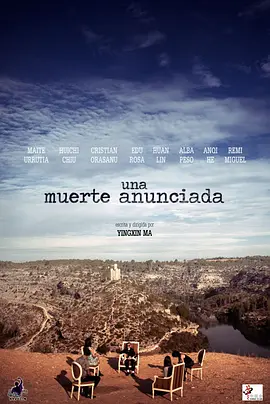 MAITE HUICHI CRISTIAN EDU HUAN ALBA ANQI REMI
URRUTIA CHIU ORASANU ROSA LIN PESO HE MIGUEL
una
muerte anunciada
escrita y dirigida por
YINGXIN MA